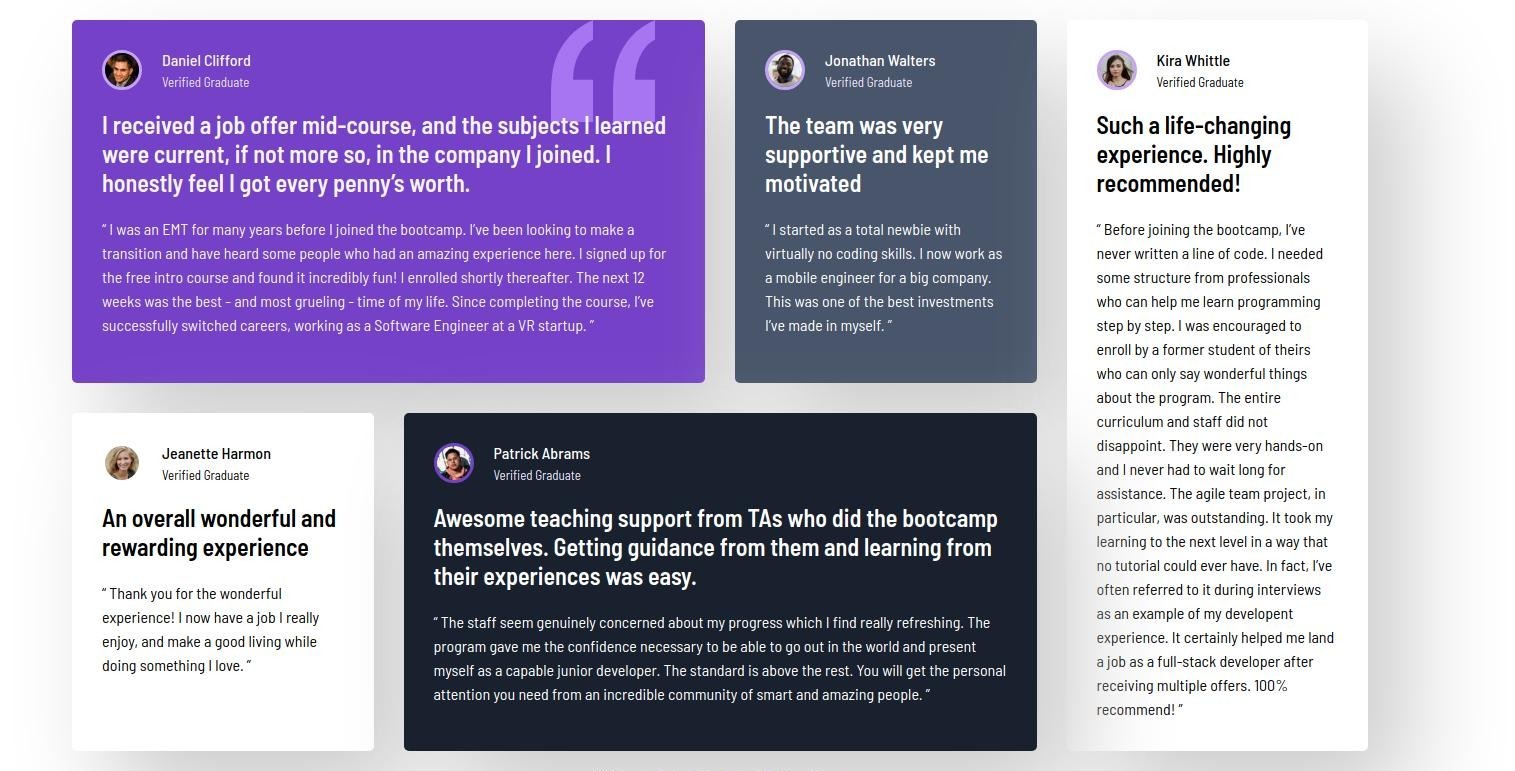 Daniel Clifford
Verified Graduate
I received a job offer mid-course, and the subjects I learned
were current, if not more so, in the company I joined. I
honestly feel I got every penny’s worth.
“ I was an EMT for many years before I joined the bootcamp. I’ve been looking to make a
transition and have heard some people who had an amazing experience here. I signed up for
the free intro course and found it incredibly fun! I enrolled shortly thereafter. The next 12
weeks was the best - and most grueling - time of my life. Since completing the course, I’ve
successfully switched careers, working as a Software Engineer at a VR startup. ”
Jonathan Walters
Verified Graduate
The team was very
supportive and kept me
motivated
“ I started as a total newbie with
virtually no coding skills. I now work as
a mobile engineer for a big company.
This was one of the best investments
I’ve made in myself. ”
Kira Whittle
Verified Graduate
Such a life-changing
experience. Highly
recommended!
“ Before joining the bootcamp, I’ve
never written a line of code. I needed
some structure from professionals
who can help me learn programming
step by step. I was encouraged to
enroll by a former student of theirs
who can only say wonderful things
about the program. The entire
curriculum and staff did not
disappoint. They were very hands-on
and I never had to wait long for
assistance. The agile team project, in
particular, was outstanding. It took my
learning to the next level in a way that
no tutorial could ever have. In fact, I’ve
often referred to it during interviews
as an example of my developent
experience. It certainly helped me land
a job as a full-stack developer after
receiving multiple offers. 100%
recommend! ”
Jeanette Harmon
Verified Graduate
An overall wonderful and
rewarding experience
“ Thank you for the wonderful
experience! I now have a job I really
enjoy, and make a good living while
doing something I love. ”
Patrick Abrams
Verified Graduate
Awesome teaching support from TAs who did the bootcamp
themselves. Getting guidance from them and learning from
their experiences was easy.
“ The staff seem genuinely concerned about my progress which I find really refreshing. The
program gave me the confidence necessary to be able to go out in the world and present
myself as a capable junior developer. The standard is above the rest. You will get the personal
attention you need from an incredible community of smart and amazing people. ”